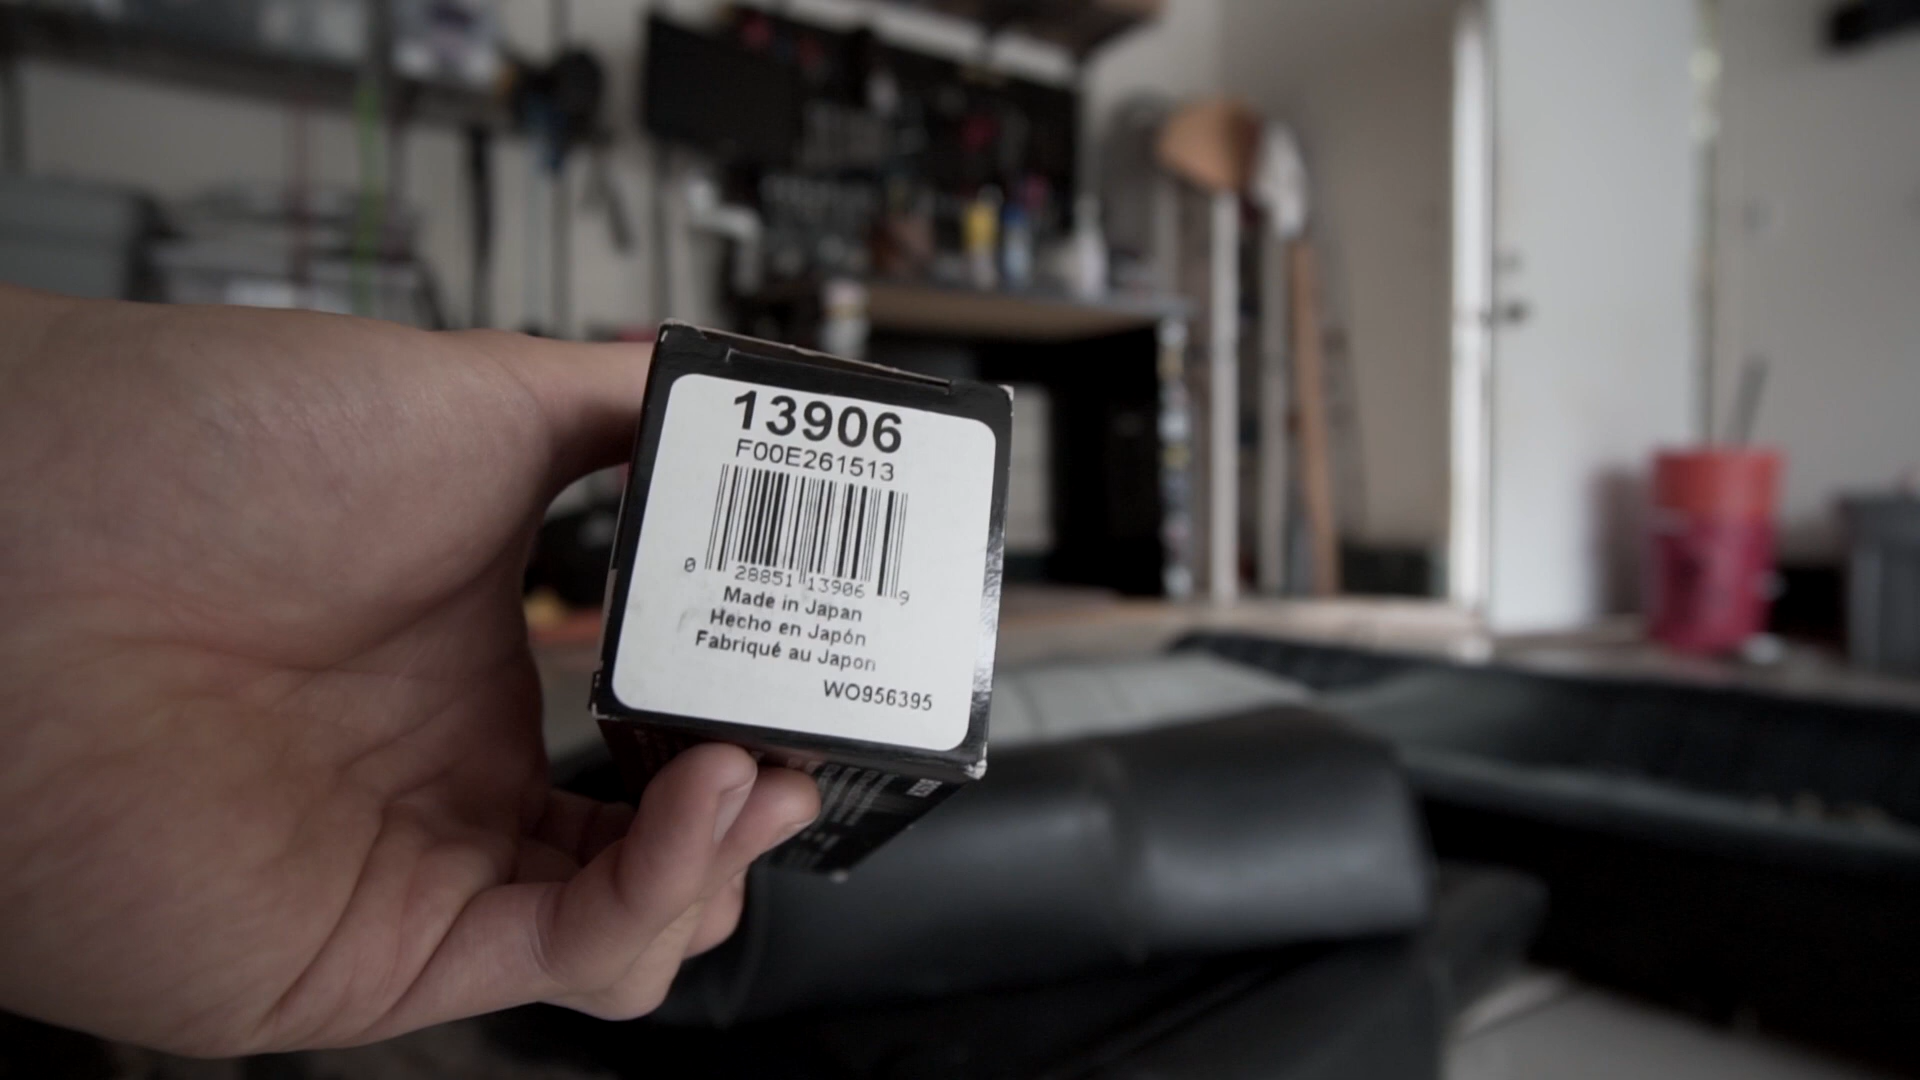 13906
F00E261513
0 28851 13906 9
Made in Japan
Hecho en Japón
Fabriqué au Japon
WO956395